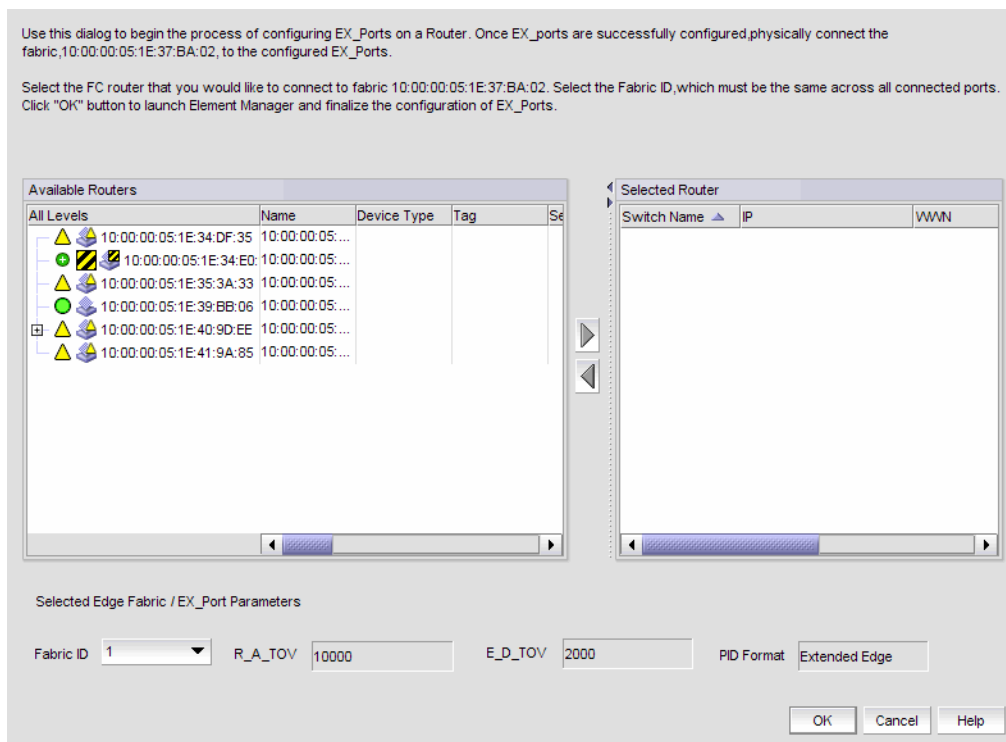 Use this dialog to begin the process of configuring EX_Ports on a Router. Once EX_ports are successfully configured,physically connect the
fabric,10:00:00:05:1E:37:BA:02, to the configured EX_Ports.
Select the FC router that you would like to connect to fabric 10:00:00:05:1E:37:BA:02. Select the Fabric ID,which must be the same across all connected ports.
Click "OK" button to launch Element Manager and finalize the configuration of EX_Ports.
Available Routers
All Levels Name Device Type Tag Se
10:00:00:05:1E:34:DF:35 10:00:00:05:...
10:00:00:05:1E:34:E0: 10:00:00:05:...
10:00:00:05:1E:35:3A:33 10:00:00:05:...
10:00:00:05:1E:39:BB:06 10:00:00:05:...
10:00:00:05:1E:40:9D:EE 10:00:00:05:...
10:00:00:05:1E:41:9A:85 10:00:00:05:...
Selected Router
Switch Name IP WWN
Selected Edge Fabric / EX_Port Parameters
Fabric ID 1 R_A_TOV 10000 E_D_TOV 2000 PID Format Extended Edge
OK Cancel Help